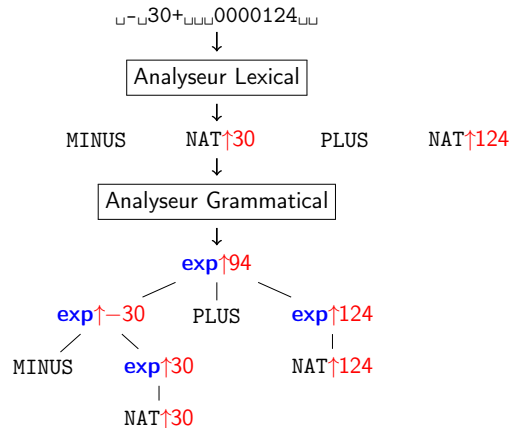 ␣-␣30+␣␣␣0000124␣␣
Analyseur Lexical
MINUS NAT↑30 PLUS NAT↑124
Analyseur Grammatical
exp↑94
exp↑−30 PLUS exp↑124
MINUS exp↑30 NAT↑124
NAT↑30